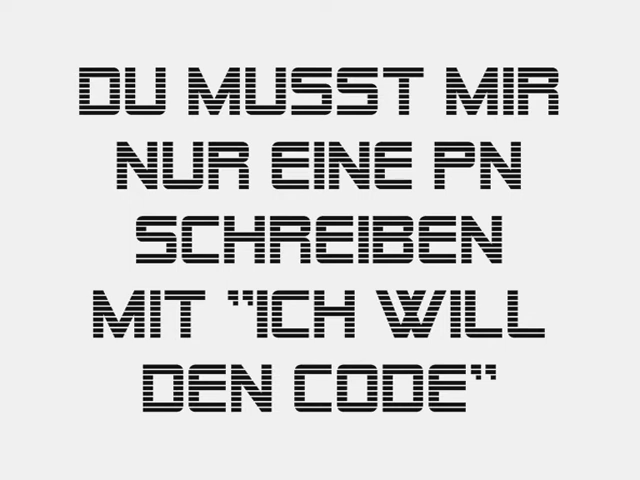 DU MUSST MIR
NUR EINE PN
SCHREIBEN
MIT "ICH WILL
DEN CODE"